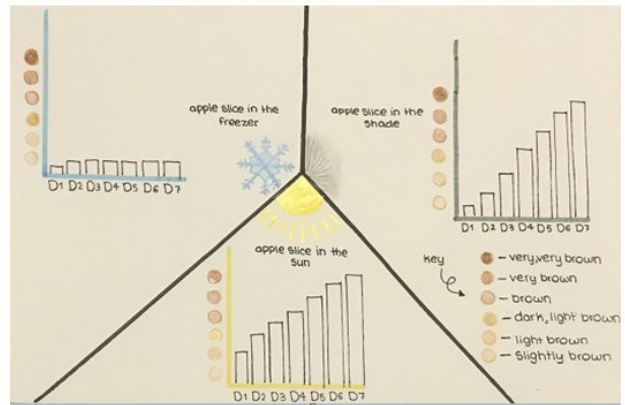 apple slice in the
freezer
D1 D2 D3 D4 D5 D6 D7
apple slice in the
shade
D1 D2 D3 D4 D5 D6 D7
apple slice in the
sun
D1 D2 D3 D4 D5 D6 D7
key
- very,very brown
- very brown
- brown
- dark, light brown
- light brown
- slightly brown